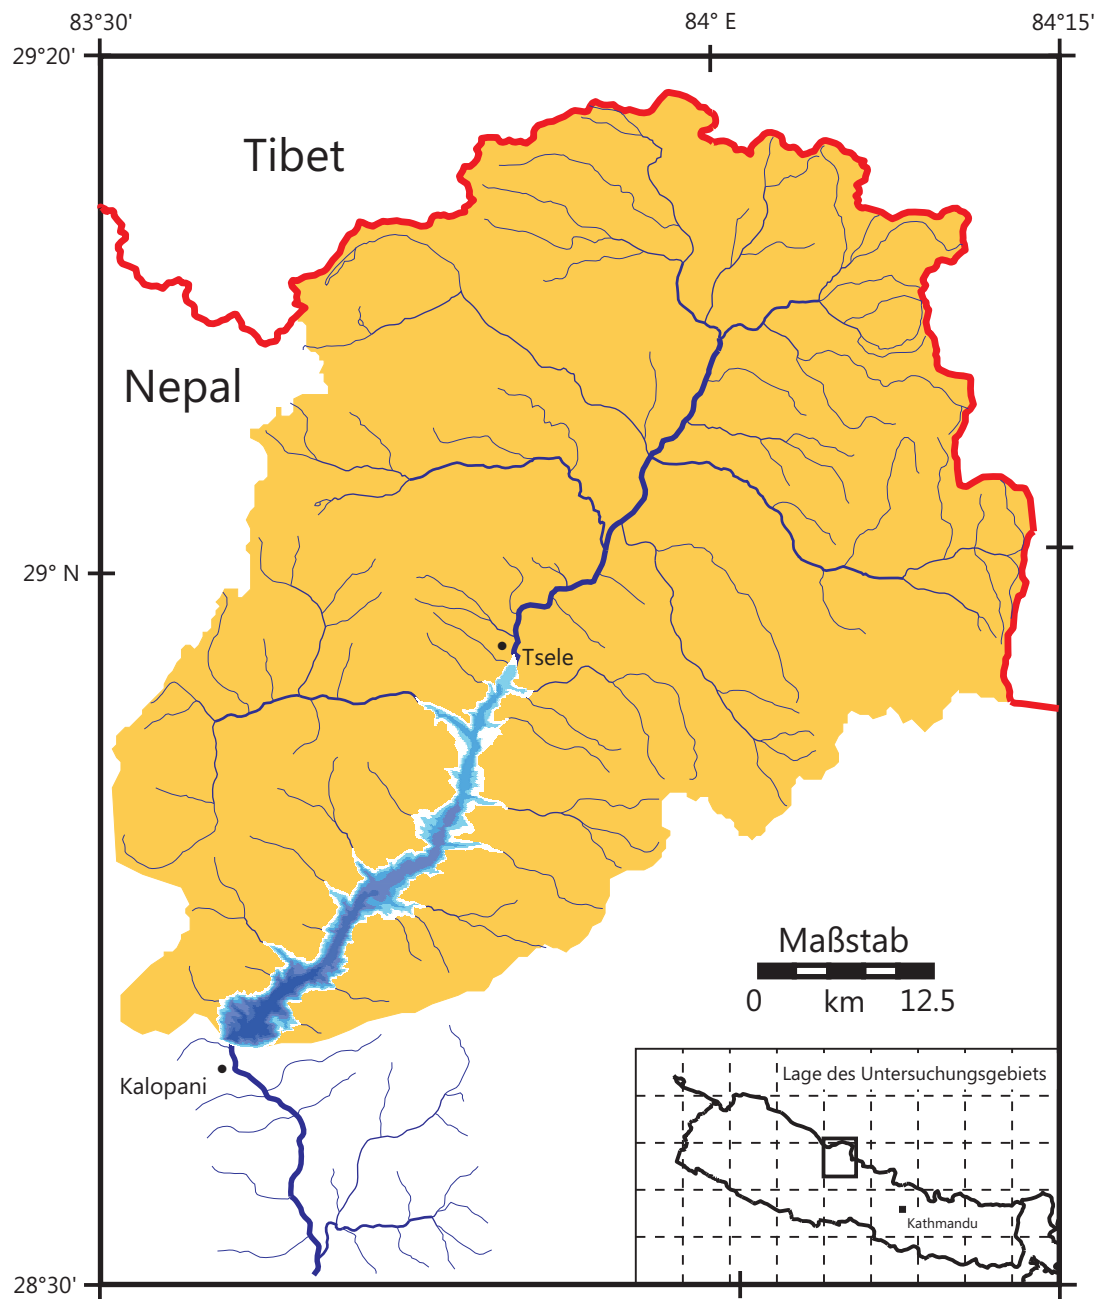 83°30'
84° E
84°15'
29°20'
Tibet
Nepal
29° N
Tsele
Maßstab
0 km 12.5
Kalopani
Lage des Untersuchungsgebiets
Kathmandu
28°30'